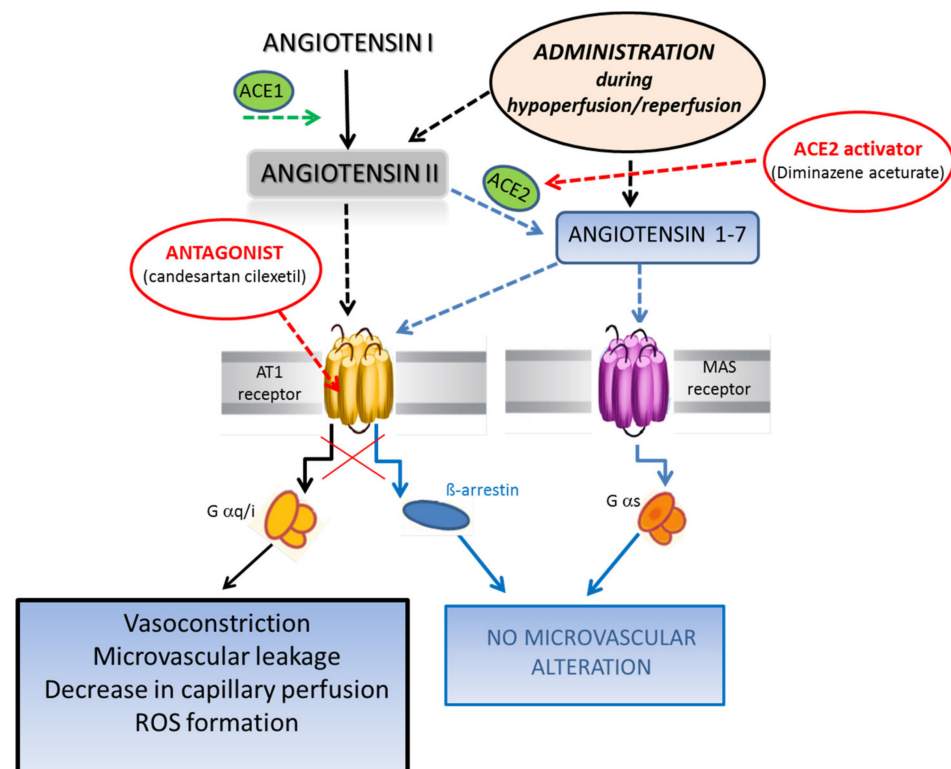 ANGIOTENSIN I
ADMINISTRATION
during
hypoperfusion/reperfusion
ACE1
ACE2 activator
(Diminazene aceturate)
ANGIOTENSIN II
ACE2
ANGIOTENSIN 1-7
ANTAGONIST
(candesartan cilexetil)
AT1
receptor
MAS
receptor
G αq/i
ß-arrestin
G αs
Vasoconstriction
Microvascular leakage
Decrease in capillary perfusion
ROS formation
NO MICROVASCULAR
ALTERATION